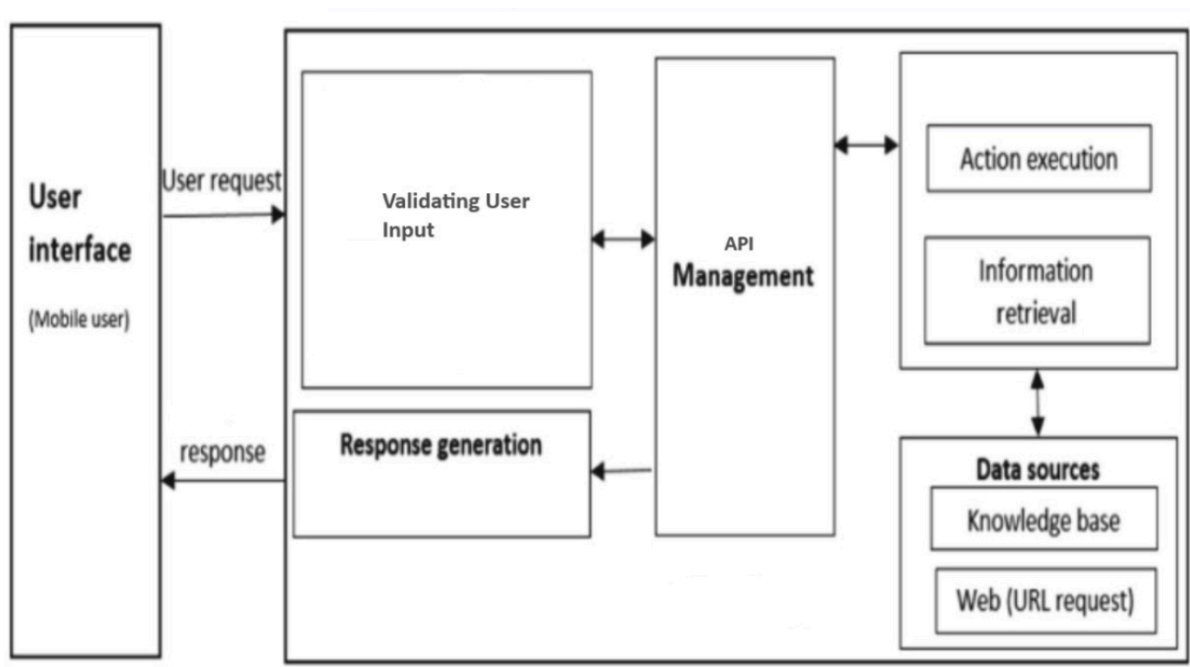 User
interface
(Mobile user)
User request
response
Validating User
Input
Response generation
API
Management
Action execution
Information
retrieval
Data sources
Knowledge base
Web (URL request)